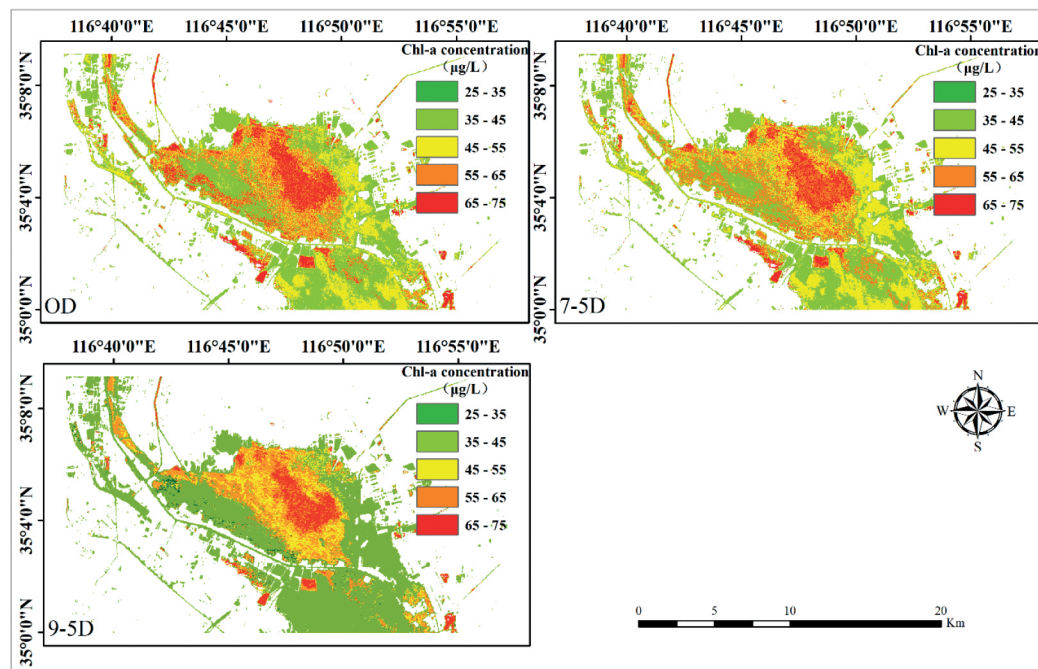 116°40'0"E 116°45'0"E 116°50'0"E 116°55'0"E
Chl-a concentration
(μg/L)
25 - 35
35 - 45
45 - 55
55 - 65
65 - 75
35°8'0"N
35°4'0"N
35°0'0"N
OD
116°40'0"E 116°45'0"E 116°50'0"E 116°55'0"E
Chl-a concentration
(μg/L)
25 - 35
35 - 45
45 - 55
55 - 65
65 - 75
35°8'0"N
35°4'0"N
35°0'0"N
7-5D
116°40'0"E 116°45'0"E 116°50'0"E 116°55'0"E
Chl-a concentration
(μg/L)
25 - 35
35 - 45
45 - 55
55 - 65
65 - 75
35°8'0"N
35°4'0"N
35°0'0"N
9-5D
N
W E
S
0 5 10 20
Km